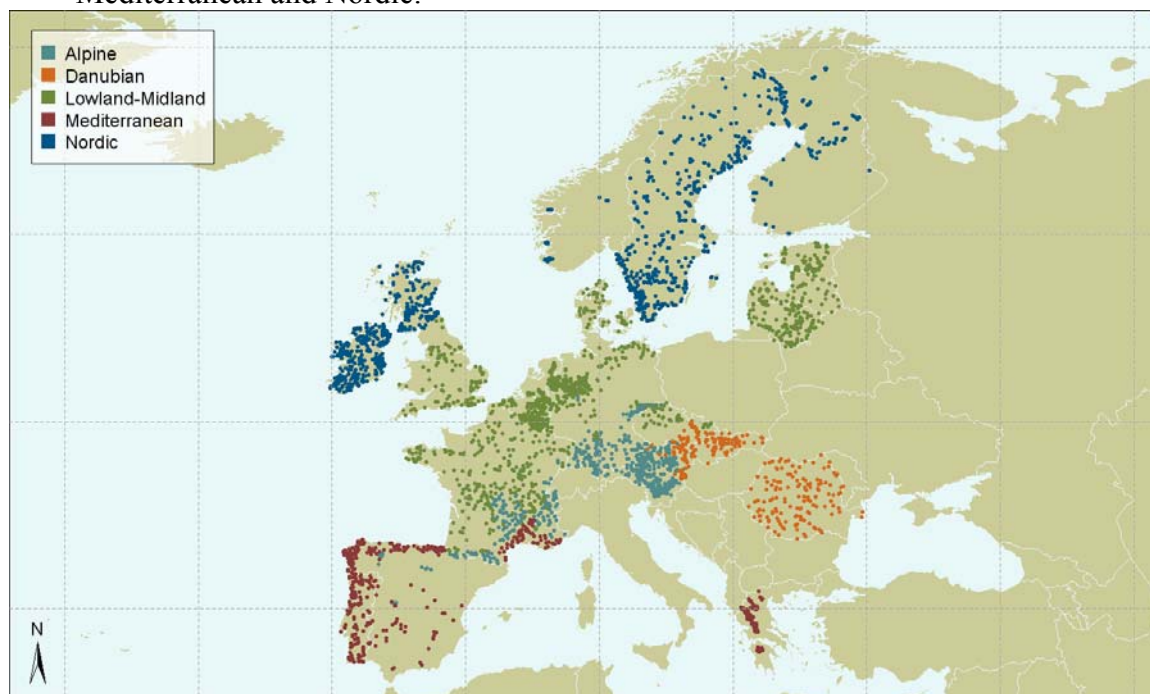 Mediterranean and Nordic.
Alpine
Danubian
Lowland-Midland
Mediterranean
Nordic
N